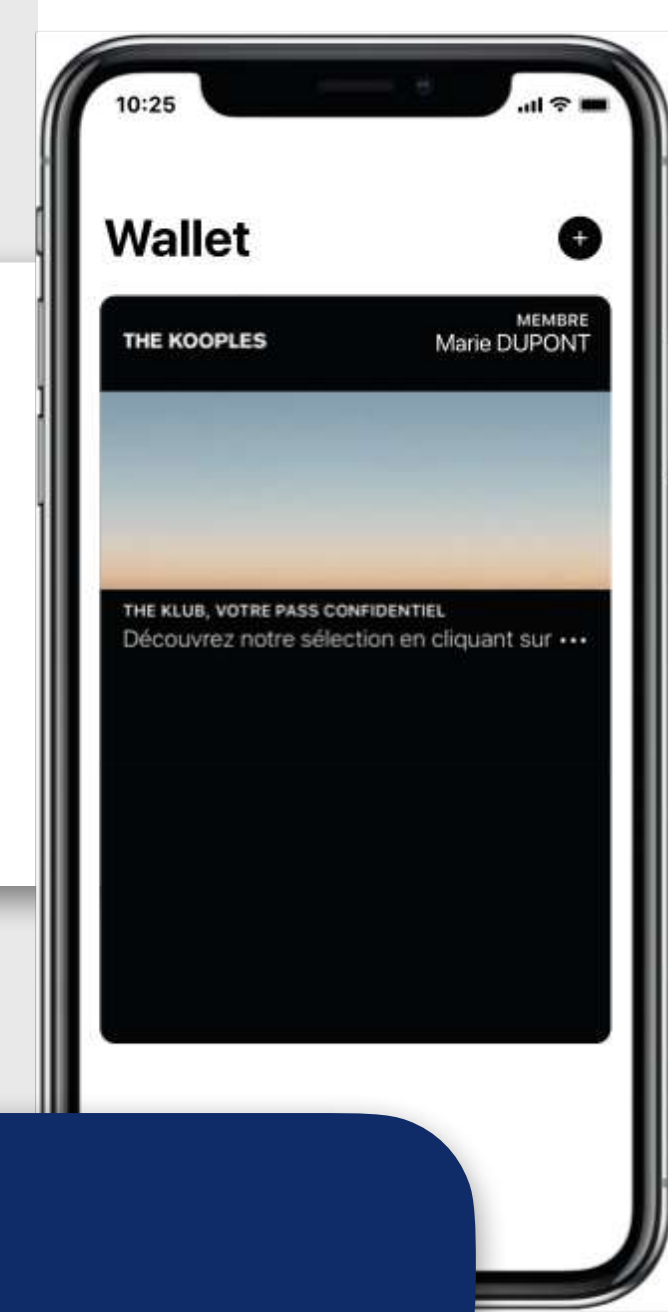 10:25
Wallet
+
THE KOOPLES
MEMBRE
Marie DUPONT
THE KLUB, VOTRE PASS CONFIDENTIEL
Découvrez notre sélection en cliquant sur •••